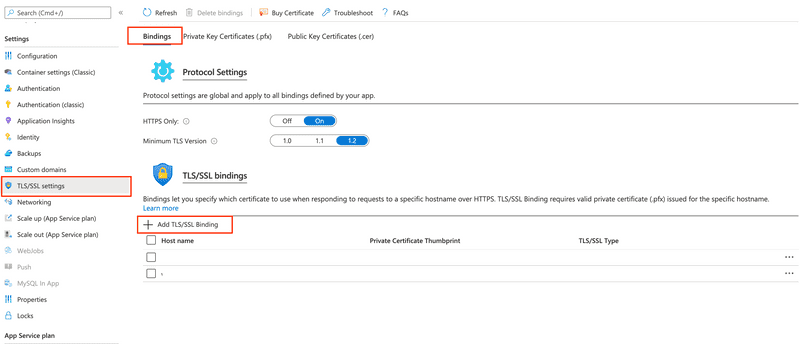 Search (Cmd+/)
«
Refresh
Delete bindings
Buy Certificate
Troubleshoot
FAQs
Settings
Configuration
Container settings (Classic)
Authentication
Authentication (classic)
Application Insights
Identity
Backups
Custom domains
TLS/SSL settings
Networking
Scale up (App Service plan)
Scale out (App Service plan)
WebJobs
Push
MySQL In App
Properties
Locks
App Service plan
Bindings
Private Key Certificates (.pfx)
Public Key Certificates (.cer)
Protocol Settings
Protocol settings are global and apply to all bindings defined by your app.
HTTPS Only:
Off
On
Minimum TLS Version
1.0
1.1
1.2
TLS/SSL bindings
Bindings let you specify which certificate to use when responding to requests to a specific hostname over HTTPS. TLS/SSL Binding requires valid private certificate (.pfx) issued for the specific hostname.
Learn more
Add TLS/SSL Binding
Host name
Private Certificate Thumbprint
TLS/SSL Type